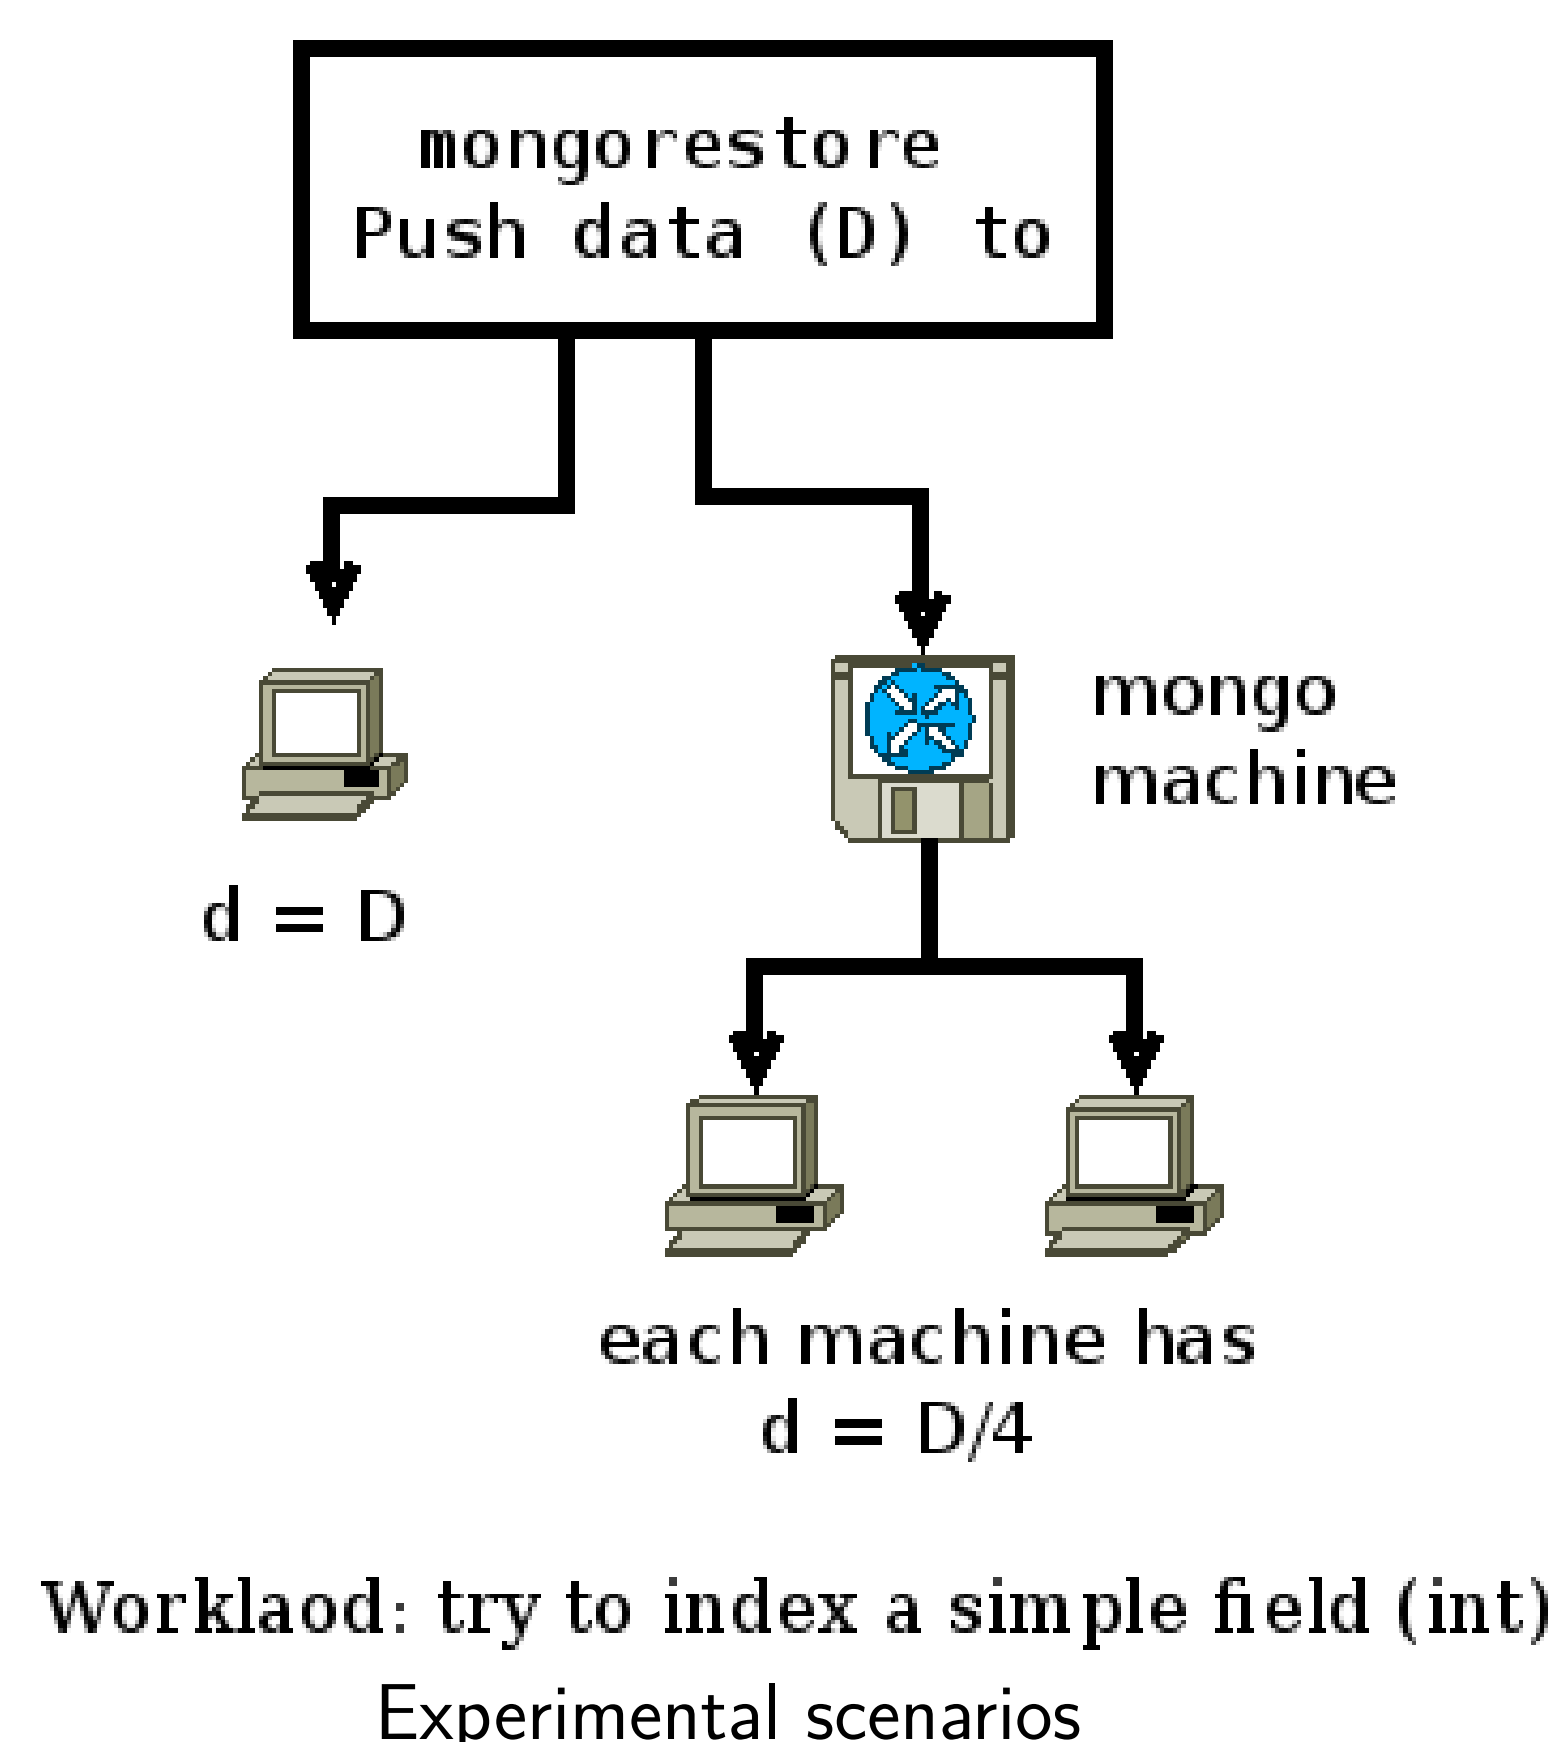 mongorestore
Push data (D) to
mongo
machine
d = D
each machine has
d = D/4
Worklaod: try to index a simple field (int)
Experimental scenarios